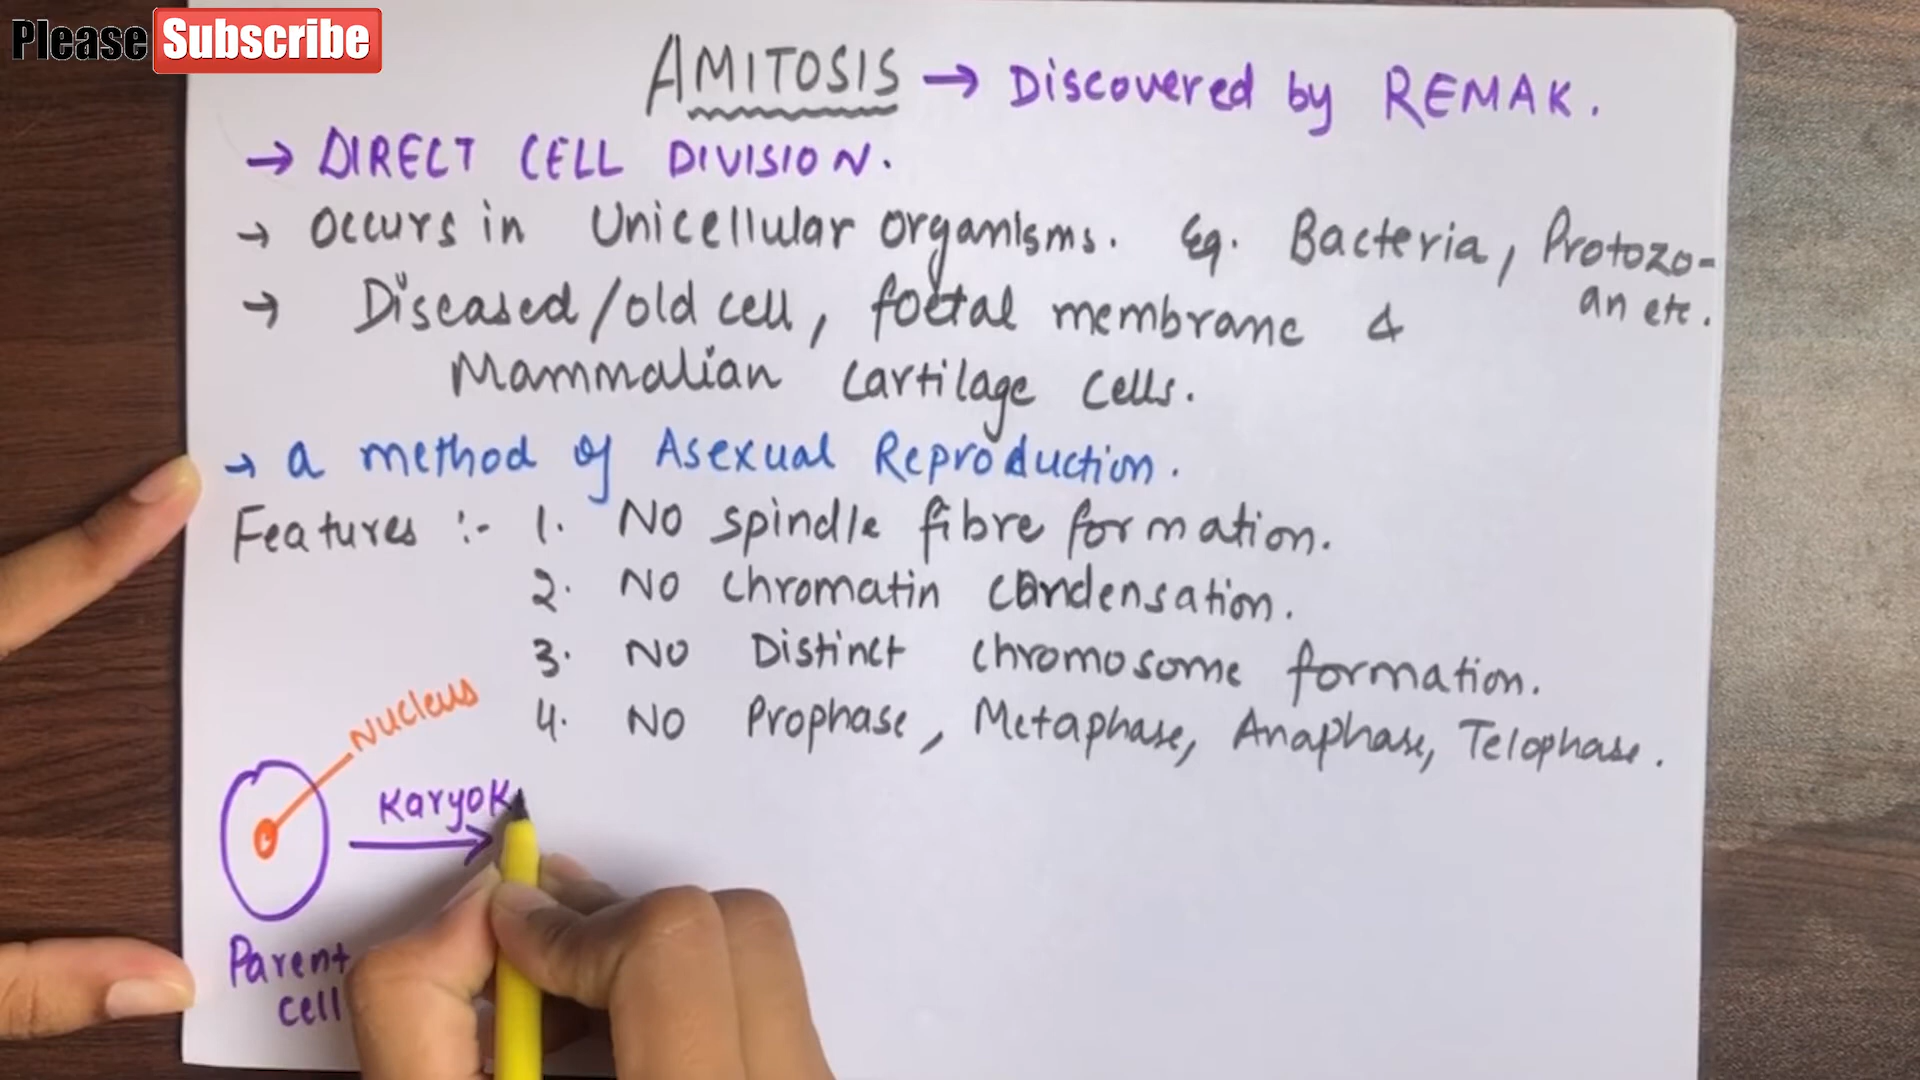 Please Subscribe
AMITOSIS → Discovered by REMAK.
→ DIRECT CELL DIVISION.
→ Occurs in Unicellular organisms. Eg. Bacteria, Protozo-
an etc.
→ Diseased/old cell, foetal membrane &
Mammalian cartilage cells.
→ a method of Asexual Reproduction.
Features :- 1. No spindle fibre formation.
2. No chromatin condensation.
3. No Distinct chromosome formation.
4. No Prophase, Metaphase, Anaphase, Telophase.
Nucleus
Karyok
Parent
cell